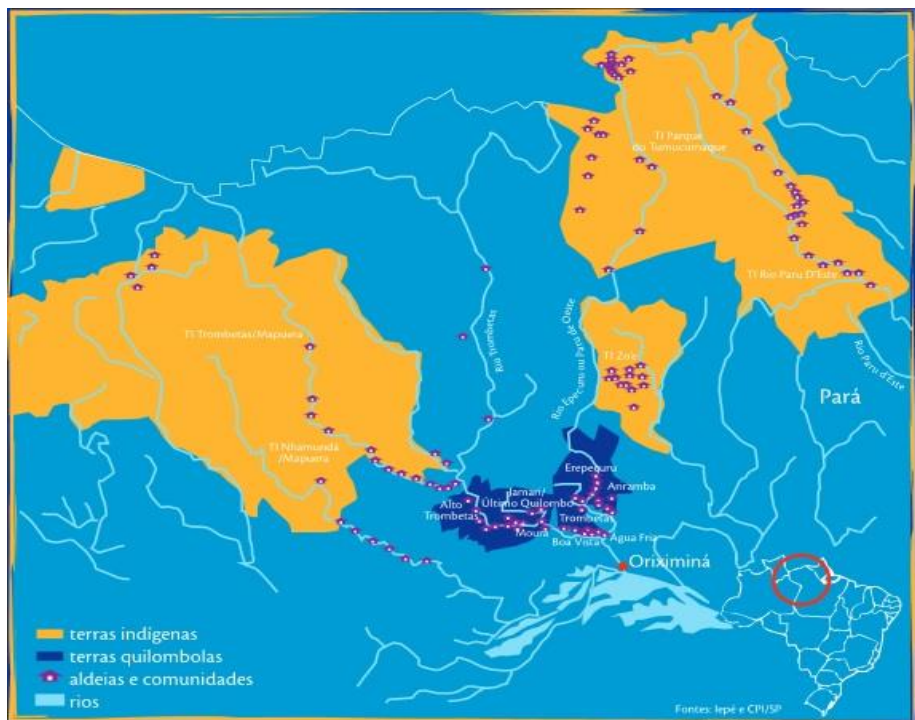 TI Parque
do Tumucumaque
TI Rio Paru D'Este
TI Trombetas/Mapuera
Rio Trombetas
Rio Erepecuru ou Paru de Oeste
TI Zo'é
Rio Paru d'Este
Pará
TI Nhamundá
/Mapuera
Erepequru
Jamari/
Último Quilombo
Alto
Trombetas
Trombetas
Moura
Boa Vista
Água Fria
Oriximiná
terras indígenas
terras quilombolas
aldeias e comunidades
rios
Fontes: Iepé e CPI/SP